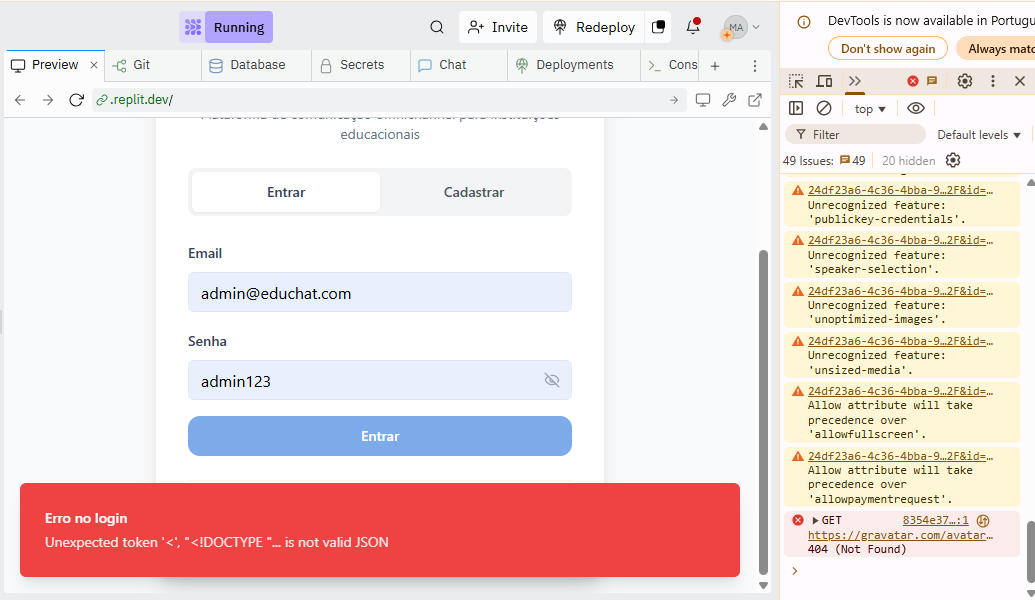 Running
Invite
Redeploy
MA
Preview
Git
Database
Secrets
Chat
Deployments
Cons
.replit.dev/
educacionais
Entrar
Cadastrar
Email
admin@educhat.com
Senha
admin123
Entrar
Erro no login
Unexpected token '<', "<!DOCTYPE "... is not valid JSON
DevTools is now available in Portugu
Don't show again
Always matc
top
Filter
Default levels
49 Issues: 49
20 hidden
24df23a6-4c36-4bba-9…2F&id=…
Unrecognized feature:
'publickey-credentials'.
24df23a6-4c36-4bba-9…2F&id=…
Unrecognized feature:
'speaker-selection'.
24df23a6-4c36-4bba-9…2F&id=…
Unrecognized feature:
'unoptimized-images'.
24df23a6-4c36-4bba-9…2F&id=…
Unrecognized feature:
'unsized-media'.
24df23a6-4c36-4bba-9…2F&id=…
Allow attribute will take
precedence over
'allowfullscreen'.
24df23a6-4c36-4bba-9…2F&id=…
Allow attribute will take
precedence over
'allowpaymentrequest'.
GET 8354e37…:1
https://gravatar.com/avatar…
404 (Not Found)